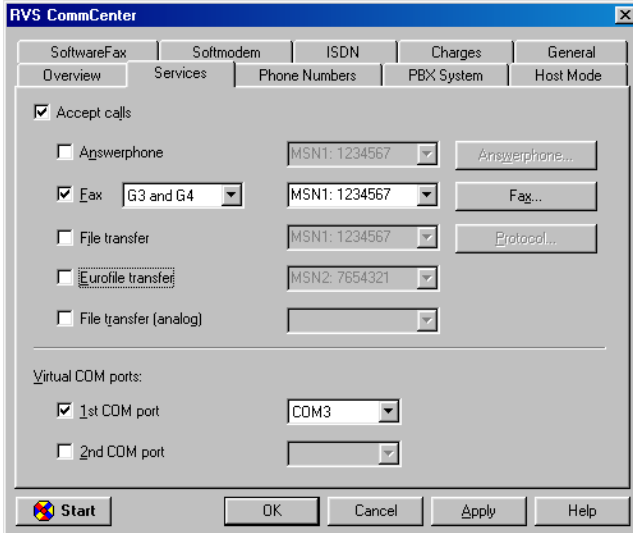 RVS CommCenter
SoftwareFax Softmodem ISDN Charges General
Overview Services Phone Numbers PBX System Host Mode
Accept calls
Answerphone MSN1: 1234567 Answerphone...
Fax G3 and G4 MSN1: 1234567 Fax...
File transfer MSN1: 1234567 Protocol...
Eurofile transfer MSN2: 7654321
File transfer (analog)
Virtual COM ports:
1st COM port COM3
2nd COM port
Start OK Cancel Apply Help